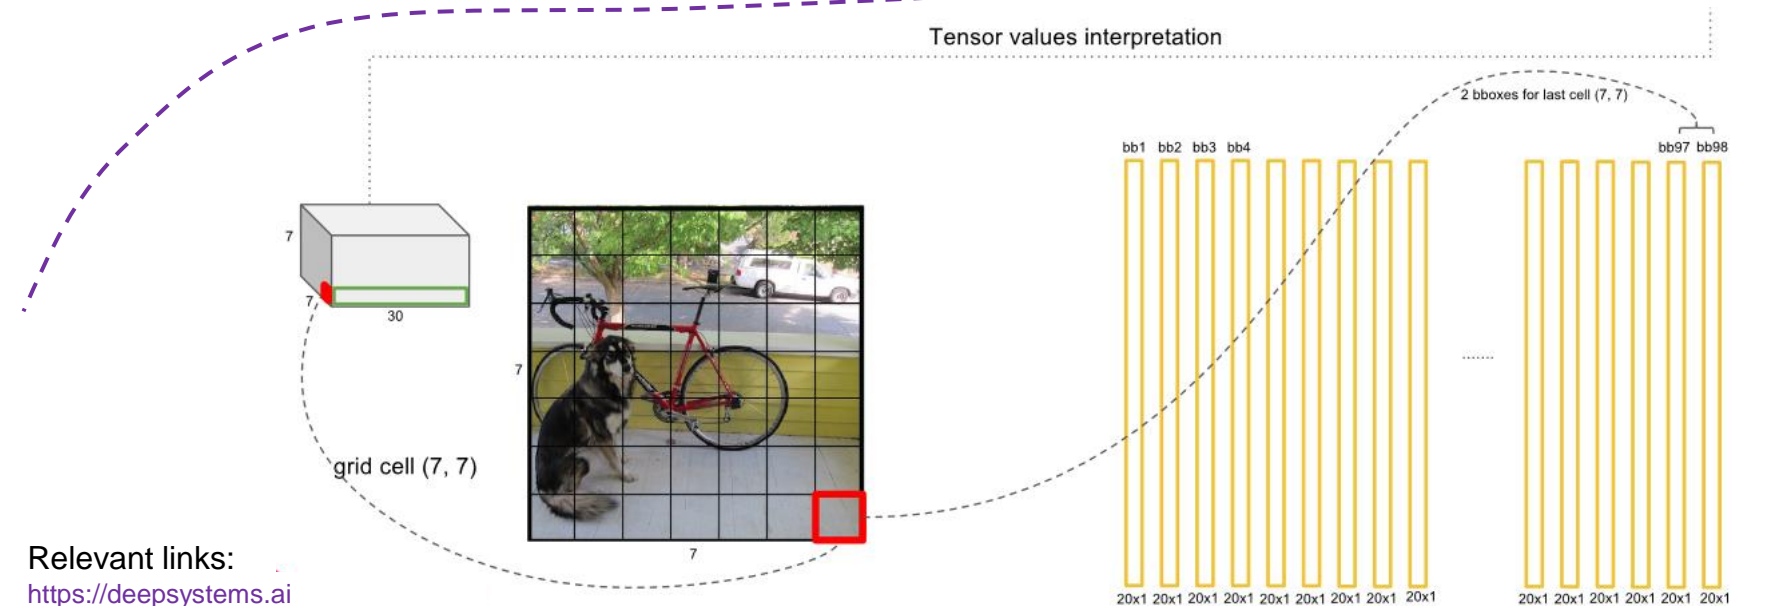 Tensor values interpretation
2 bboxes for last cell (7, 7)
bb1 bb2 bb3 bb4
bb97 bb98
7
7
30
7
grid cell (7, 7)
7
.......
20x1 20x1 20x1 20x1 20x1 20x1 20x1 20x1 20x1
20x1 20x1 20x1 20x1 20x1 20x1
Relevant links:
https://deepsystems.ai